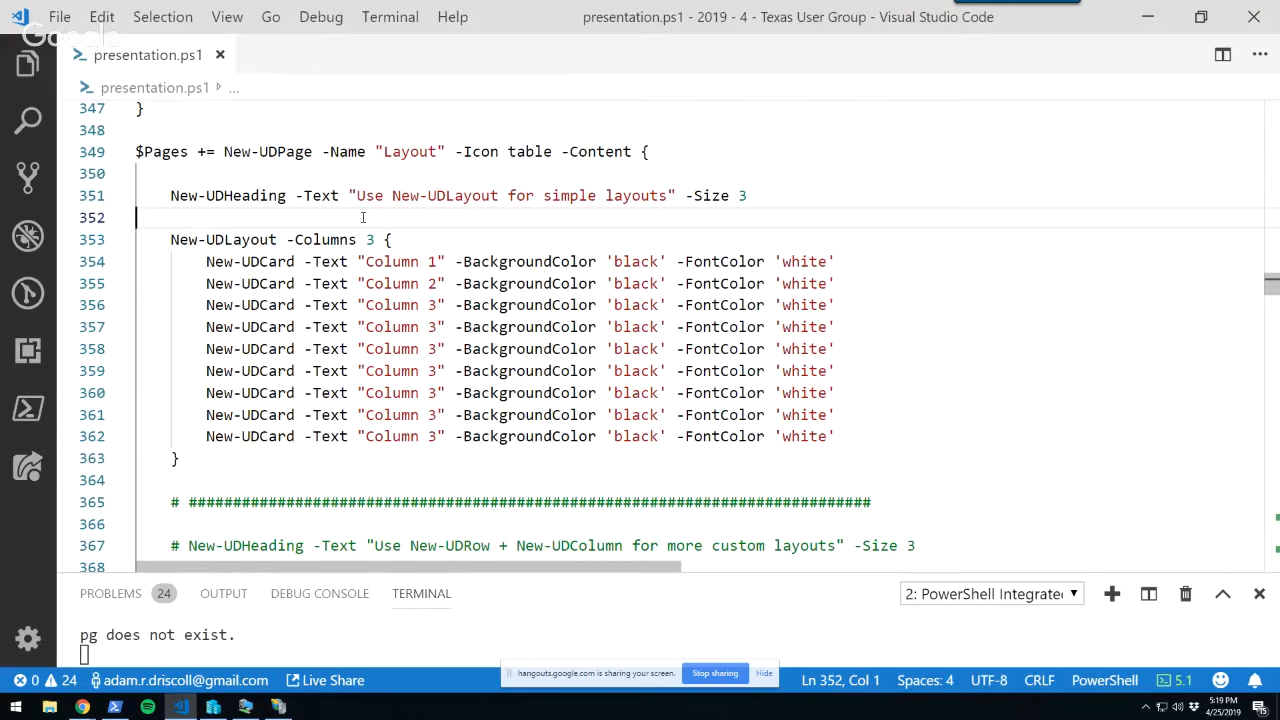 File Edit Selection View Go Debug Terminal Help presentation.ps1 - 2019 - 4 - Texas User Group - Visual Studio Code
Google
presentation.ps1
presentation.ps1 ...
347 }
348
349 $Pages += New-UDPage -Name "Layout" -Icon table -Content {
350
351 New-UDHeading -Text "Use New-UDLayout for simple layouts" -Size 3
352
353 New-UDLayout -Columns 3 {
354 New-UDCard -Text "Column 1" -BackgroundColor 'black' -FontColor 'white'
355 New-UDCard -Text "Column 2" -BackgroundColor 'black' -FontColor 'white'
356 New-UDCard -Text "Column 3" -BackgroundColor 'black' -FontColor 'white'
357 New-UDCard -Text "Column 3" -BackgroundColor 'black' -FontColor 'white'
358 New-UDCard -Text "Column 3" -BackgroundColor 'black' -FontColor 'white'
359 New-UDCard -Text "Column 3" -BackgroundColor 'black' -FontColor 'white'
360 New-UDCard -Text "Column 3" -BackgroundColor 'black' -FontColor 'white'
361 New-UDCard -Text "Column 3" -BackgroundColor 'black' -FontColor 'white'
362 New-UDCard -Text "Column 3" -BackgroundColor 'black' -FontColor 'white'
363 }
364
365 # #############################################################################
366
367 # New-UDHeading -Text "Use New-UDRow + New-UDColumn for more custom layouts" -Size 3
368
PROBLEMS 24 OUTPUT DEBUG CONSOLE TERMINAL 2: PowerShell Integrated
pg does not exist.
hangouts.google.com is sharing your screen. Stop sharing Hide
0 24 adam.r.driscoll@gmail.com Live Share Ln 352, Col 1 Spaces: 4 UTF-8 CRLF PowerShell 5.1
5:19 PM
4/25/2019
15